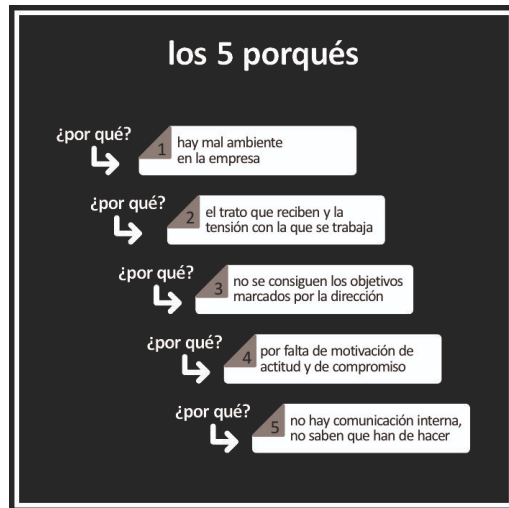 los 5 porqués
¿por qué?
1
hay mal ambiente
en la empresa
¿por qué?
2
el trato que reciben y la
tensión con la que se trabaja
¿por qué?
3
no se consiguen los objetivos
marcados por la dirección
¿por qué?
4
por falta de motivación de
actitud y de compromiso
¿por qué?
5
no hay comunicación interna,
no saben que han de hacer